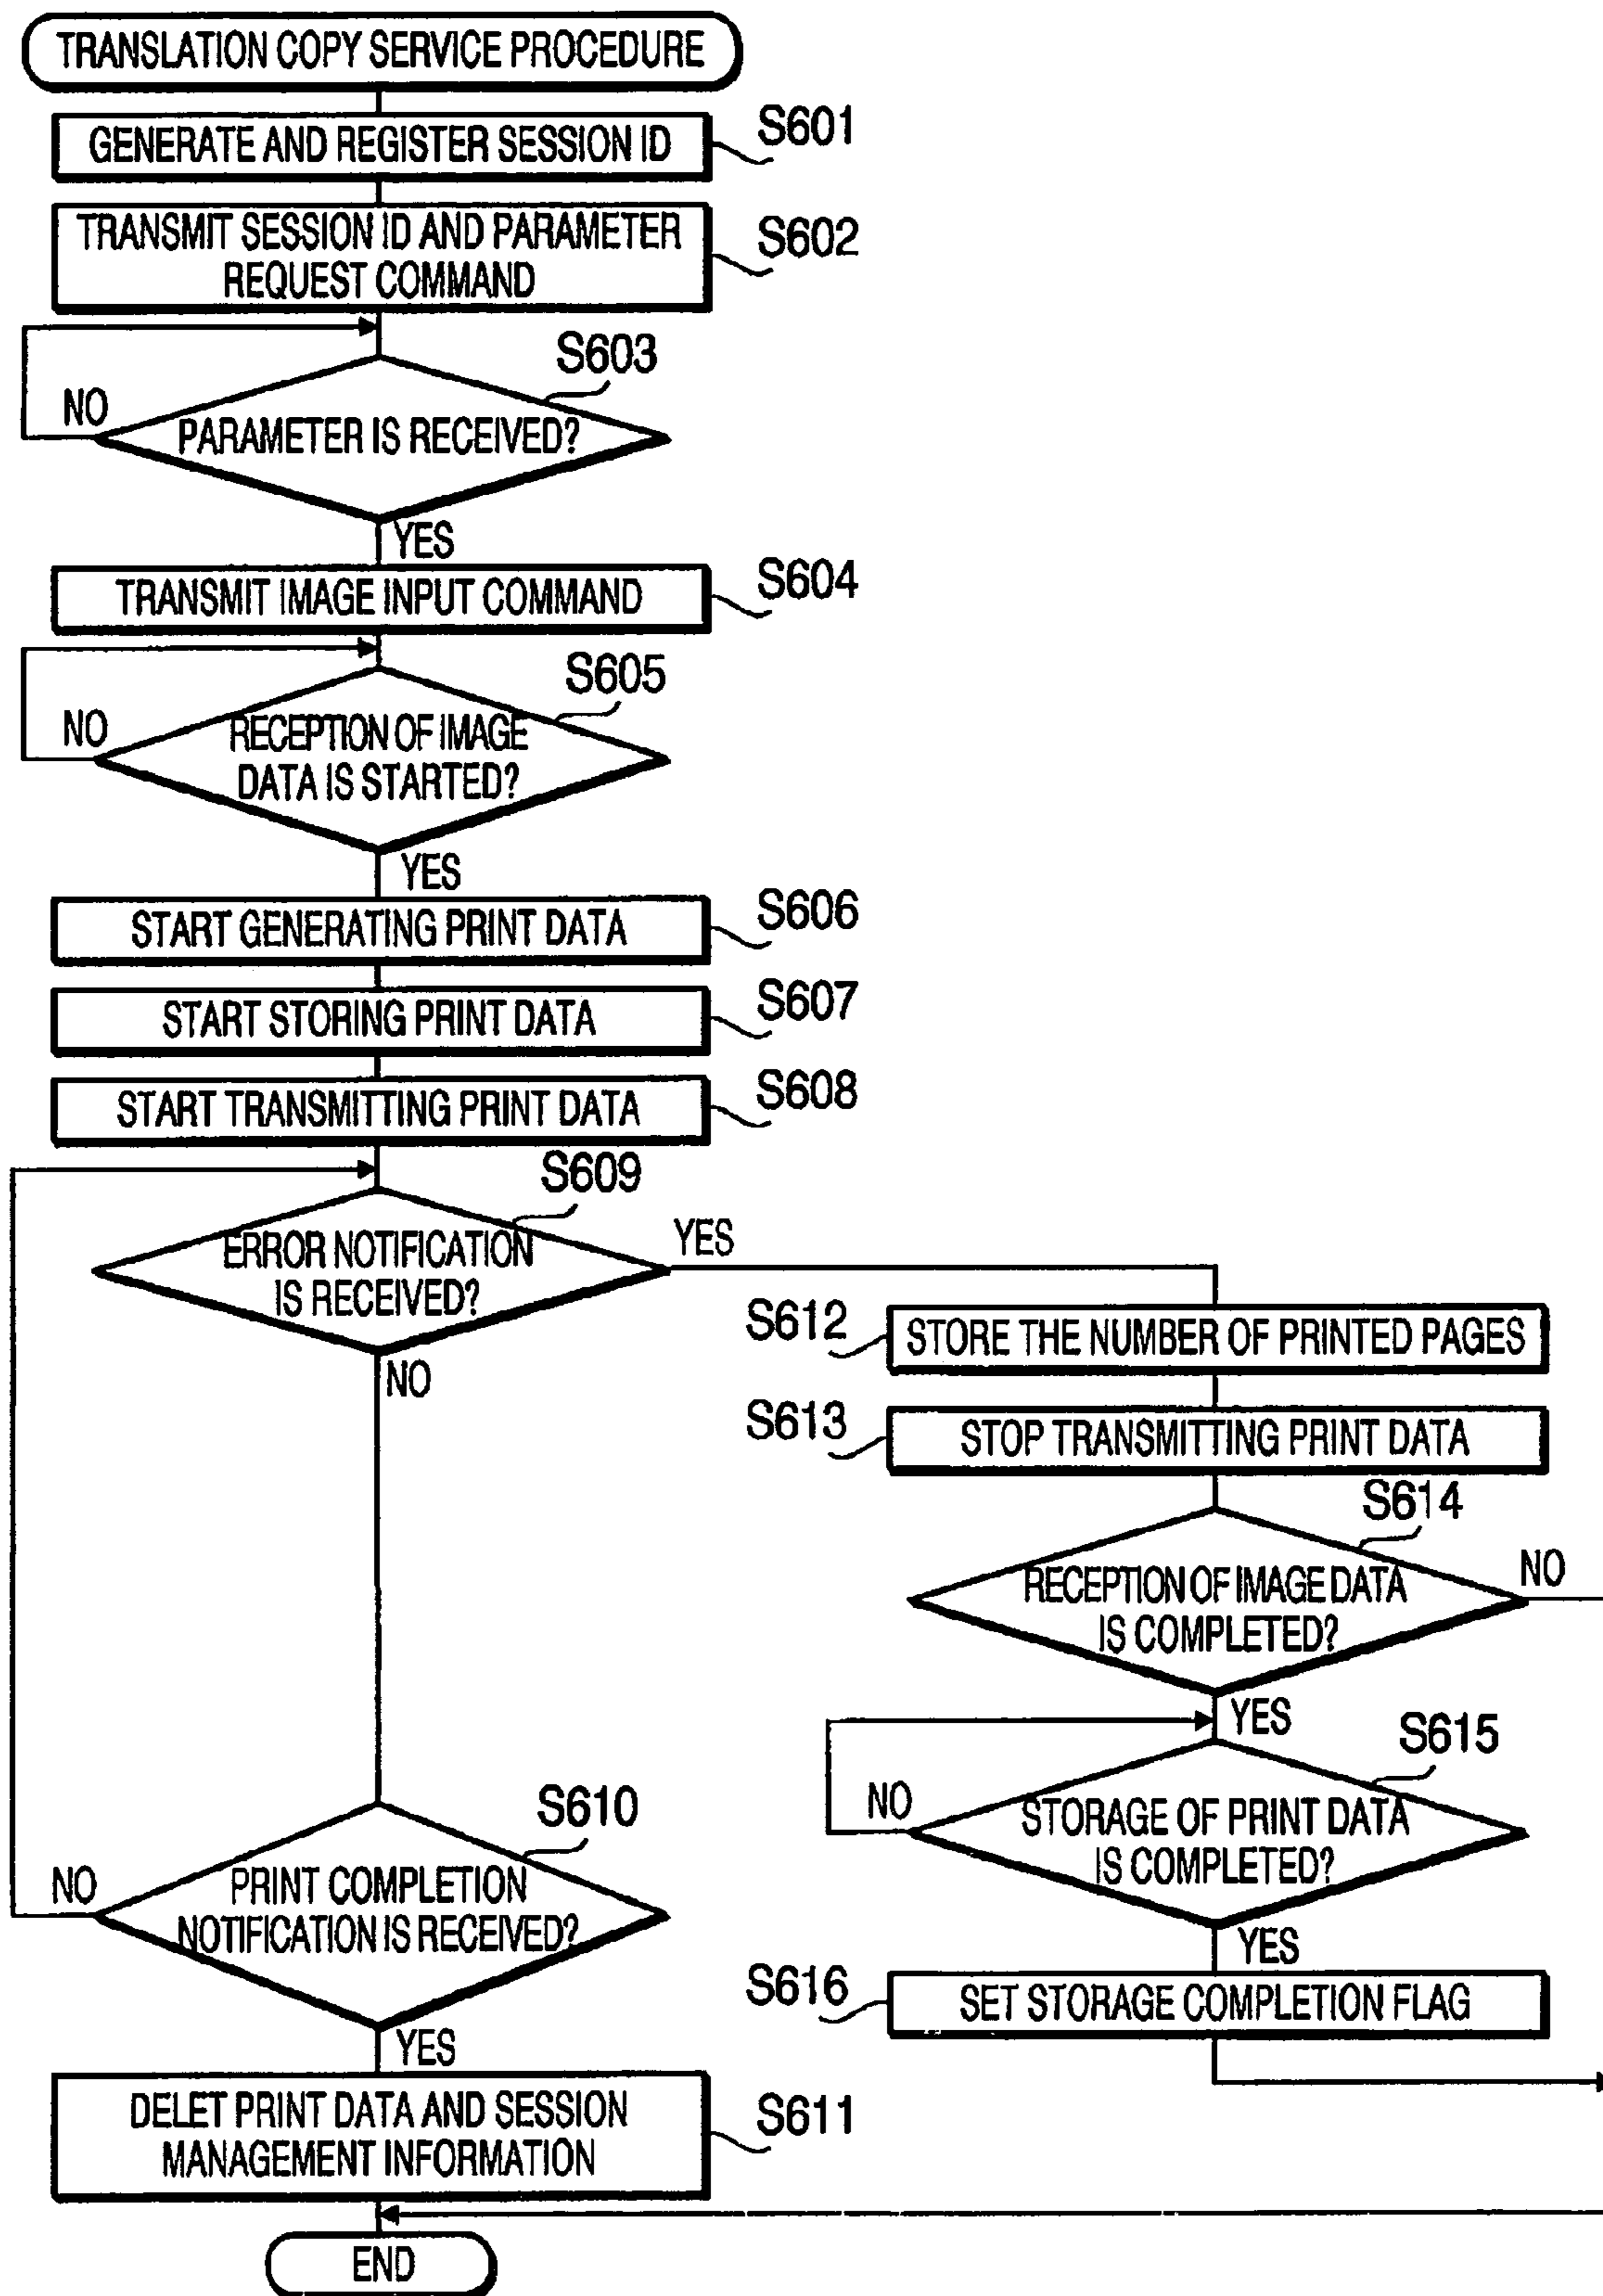 TRANSLATION COPY SERVICE PROCEDURE
GENERATE AND REGISTER SESSION ID
S601
TRANSMIT SESSION ID AND PARAMETER
REQUEST COMMAND
S602
S603
NO
PARAMETER IS RECEIVED?
YES
TRANSMIT IMAGE INPUT COMMAND
S604
S605
NO
RECEPTION OF IMAGE
DATA IS STARTED?
YES
START GENERATING PRINT DATA
S606
START STORING PRINT DATA
S607
START TRANSMITTING PRINT DATA
S608
S609
ERROR NOTIFICATION
IS RECEIVED?
YES
NO
S612
STORE THE NUMBER OF PRINTED PAGES
S613
STOP TRANSMITTING PRINT DATA
S614
RECEPTION OF IMAGE DATA
IS COMPLETED?
NO
YES
S615
NO
STORAGE OF PRINT DATA
IS COMPLETED?
YES
S616
SET STORAGE COMPLETION FLAG
S610
NO
PRINT COMPLETION
NOTIFICATION IS RECEIVED?
YES
DELET PRINT DATA AND SESSION
MANAGEMENT INFORMATION
S611
END